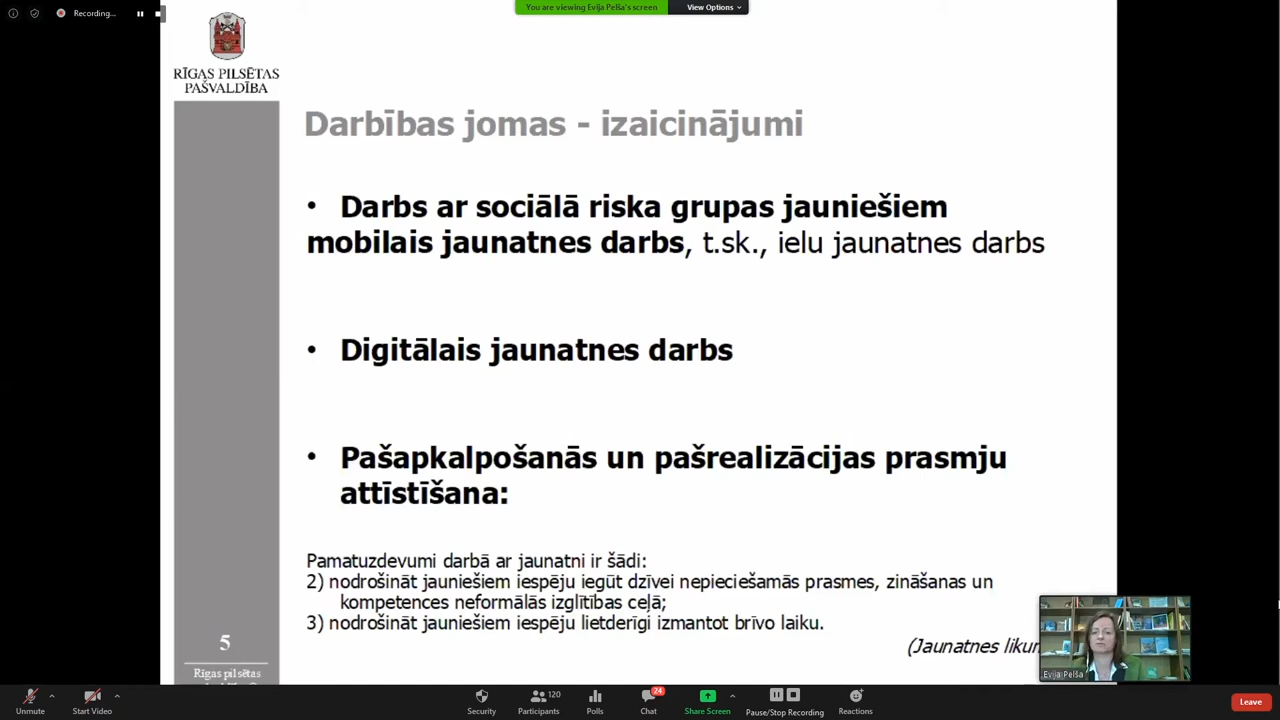 Recording...
You are viewing Evija Pelša's screen
View Options
RĪGAS PILSĒTAS
PAŠVALDĪBA
Darbības jomas - izaicinājumi
• Darbs ar sociālā riska grupas jauniešiem
mobilais jaunatnes darbs, t.sk., ielu jaunatnes darbs
• Digitālais jaunatnes darbs
• Pašapkalpošanās un pašrealizācijas prasmju
attīstīšana:
Pamatuzdevumi darbā ar jaunatni ir šādi:
2) nodrošināt jauniešiem iespēju iegūt dzīvei nepieciešamās prasmes, zināšanas un
kompetences neformālās izglītības ceļā;
3) nodrošināt jauniešiem iespēju lietderīgi izmantot brīvo laiku.
(Jaunatnes
5
Rīgas pilsētas
Evija Pelša
Unmute
Start Video
Security
Participants
120
Polls
Chat
24
Share Screen
Pause/Stop Recording
Reactions
Leave